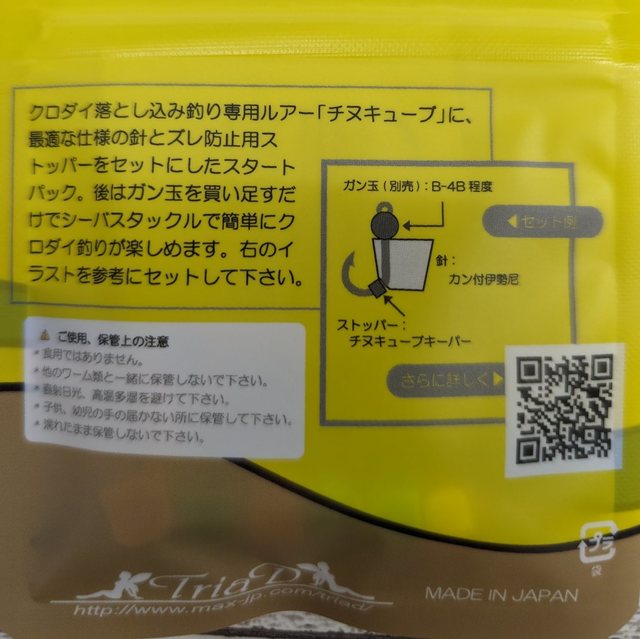 クロダイ落とし込み釣り専用ルアー「チヌキューブ」に、
最適な仕様の針とズレ防止用ス
トッパーをセットにしたスタート
パック。後はガン玉を買い足すだ
けでシーバスタックルで簡単にク
ロダイ釣りが楽しめます。右のイ
ラストを参考にセットして下さい。
ガン玉(別売):B-4B程度
◀セット例
針:
カン付伊勢尼
ストッパー:
チヌキューブキーパー
さらに詳しく▶
⚠ ご使用、保管上の注意
*食用ではありません。
*他のワーム類と一緒に保管しないで下さい。
*直射日光、高温多湿を避けて下さい。
*子供、幼児の手の届かない所に保管して下さい。
*濡れたまま保管しないで下さい。
プラ
袋
TriaD
http://www.max-jp.com/triad/
MADE IN JAPAN